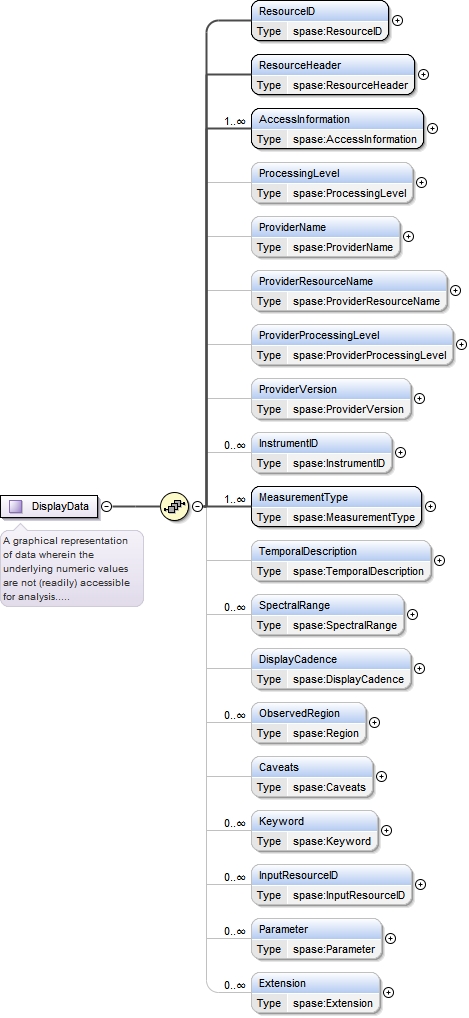 ResourceID
Type spase:ResourceID
ResourceHeader
Type spase:ResourceHeader
1..∞
AccessInformation
Type spase:AccessInformation
ProcessingLevel
Type spase:ProcessingLevel
ProviderName
Type spase:ProviderName
ProviderResourceName
Type spase:ProviderResourceName
ProviderProcessingLevel
Type spase:ProviderProcessingLevel
ProviderVersion
Type spase:ProviderVersion
0..∞
InstrumentID
Type spase:InstrumentID
DisplayData
A graphical representation
of data wherein the
underlying numeric values
are not (readily) accessible
for analysis.....
1..∞
MeasurementType
Type spase:MeasurementType
TemporalDescription
Type spase:TemporalDescription
0..∞
SpectralRange
Type spase:SpectralRange
DisplayCadence
Type spase:DisplayCadence
0..∞
ObservedRegion
Type spase:Region
Caveats
Type spase:Caveats
0..∞
Keyword
Type spase:Keyword
0..∞
InputResourceID
Type spase:InputResourceID
0..∞
Parameter
Type spase:Parameter
0..∞
Extension
Type spase:Extension